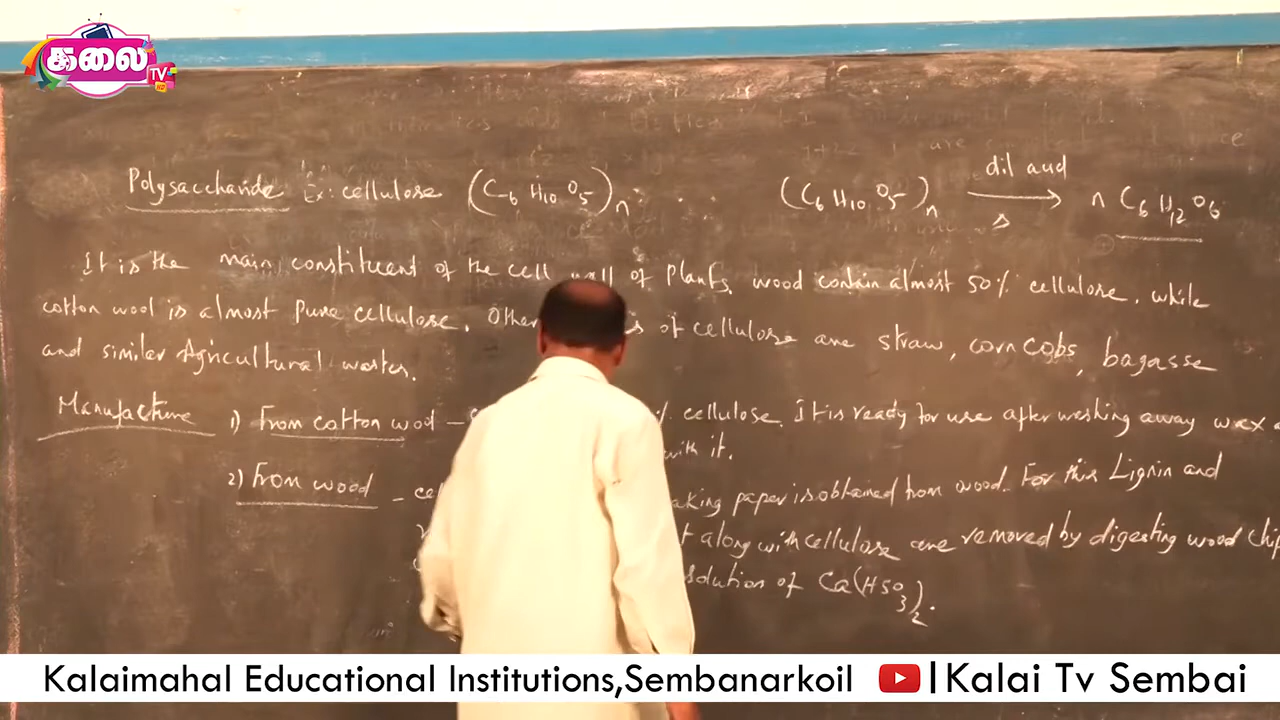 கலை
TV
HD
Polysaccharide Ex: cellulose (C6 H10 O5)n (C6 H10 O5)n dil acid → Δ n C6 H12 O6
It is the main constituent of the cell wall of plants. wood contain almost 50% cellulose. while
cotton wool is almost pure cellulose. Other of cellulose are straw, corn cobs, bagasse
and similar Agricultural wastes.
Manufacture 1) From cotton wool – % cellulose. It is ready for use after washing away wax
with it.
2) From wood – making paper is obtained from wood. For this Lignin and
along with cellulose are removed by digesting wood chip
solution of Ca(HSO3)2.
Kalaimahal Educational Institutions,Sembanarkoil | Kalai Tv Sembai